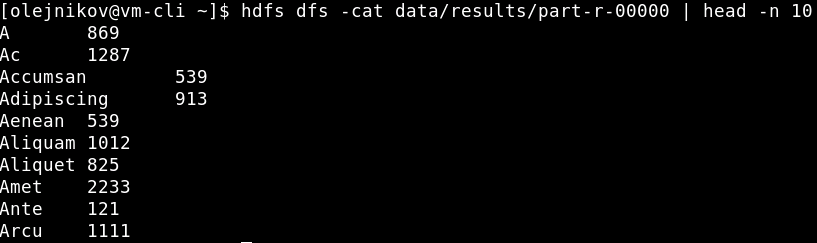 [olejnikov@vm-cli ~]$ hdfs dfs -cat data/results/part-r-00000 | head -n 10
A       869
Ac      1287
Accumsan        539
Adipiscing      913
Aenean  539
Aliquam 1012
Aliquet 825
Amet    2233
Ante    121
Arcu    1111